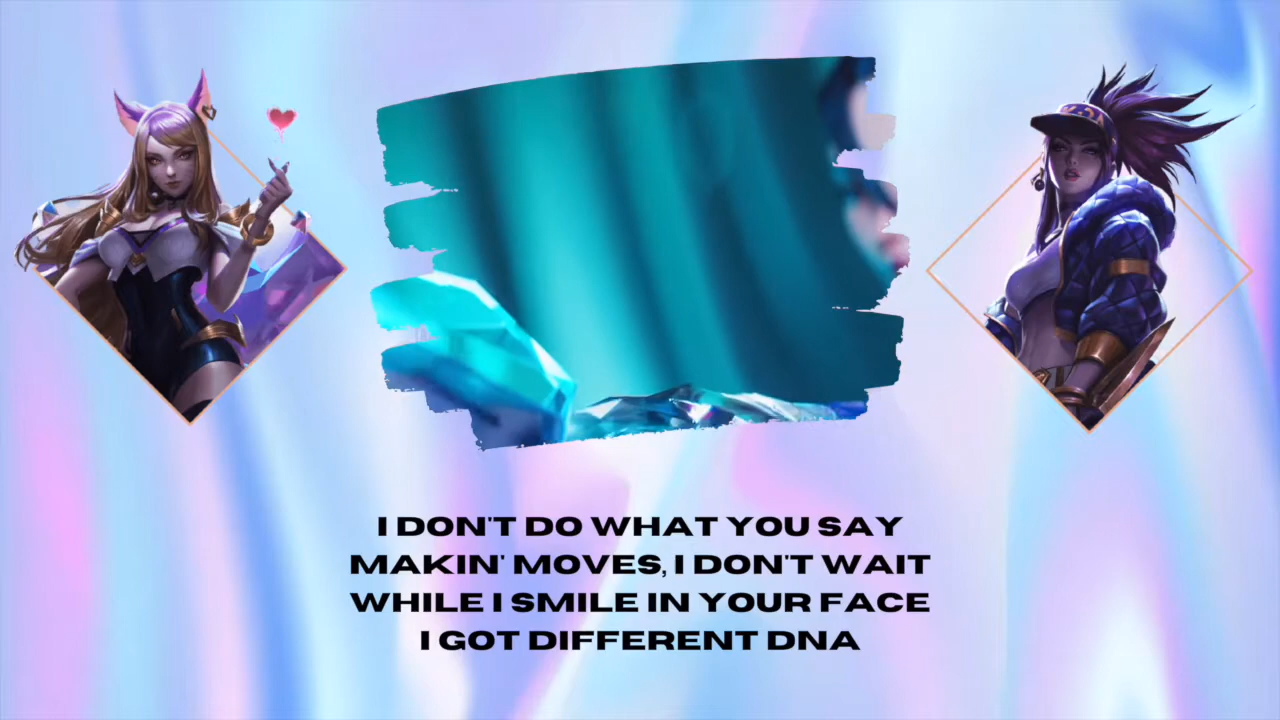 I DON'T DO WHAT YOU SAY
MAKIN' MOVES, I DON'T WAIT
WHILE I SMILE IN YOUR FACE
I GOT DIFFERENT DNA